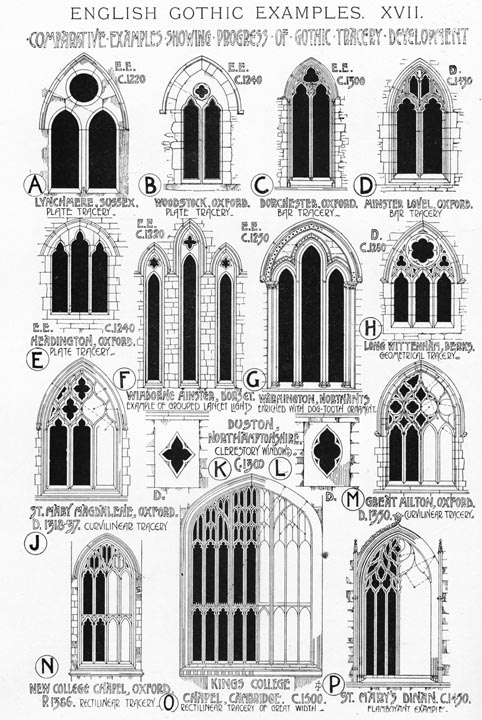 ENGLISH GOTHIC EXAMPLES. XVII.
COMPARATIVE·EXAMPLES·SHOWING·PROGRESS·OF·GOTHIC·TRACERY·DEVELOPMENT
E.E.
C.1220
A
LYNCHMERE, SUSSEX.
PLATE TRACERY
E.E.
C.1240
B
WOODSTOCK, OXFORD.
PLATE TRACERY
E.E.
C.1300
C
DORCHESTER, OXFORD.
BAR TRACERY
D.
C.1430
D
MINSTER LOVEL, OXFORD.
BAR TRACERY
E.E. C.1240
HEADINGTON, OXFORD.
E
PLATE TRACERY
E.E.
C.1220
F
WIMBORNE MINSTER, DORSET.
EXAMPLE OF GROUPED LANCET LIGHTS
E.E.
C.1250
G
WARMINGTON, NORTHANTS
ENRICHED WITH DOG-TOOTH ORNAMENT
D.
C.1280
H
LONG WITTENHAM, BERKS.
GEOMETRICAL TRACERY
ST. MARY MAGDALENE, OXFORD.
D. 1318-37. CURVILINEAR TRACERY
J
DUSTON,
NORTHAMPTONSHIRE.
CLERESTORY WINDOWS
K C.1300 L
D.
D.
M
GREAT MILTON, OXFORD.
D. 1350. CURVILINEAR TRACERY
N
NEW COLLEGE CHAPEL, OXFORD.
P. 1386. RECTILINEAR TRACERY
O
KINGS COLLEGE
CHAPEL, CAMBRIDGE. C.1500.
RECTILINEAR TRACERY OF GREAT WIDTH
P
ST. MARY'S DINAN. C.1450.
FLAMBOYANT EXAMPLE.